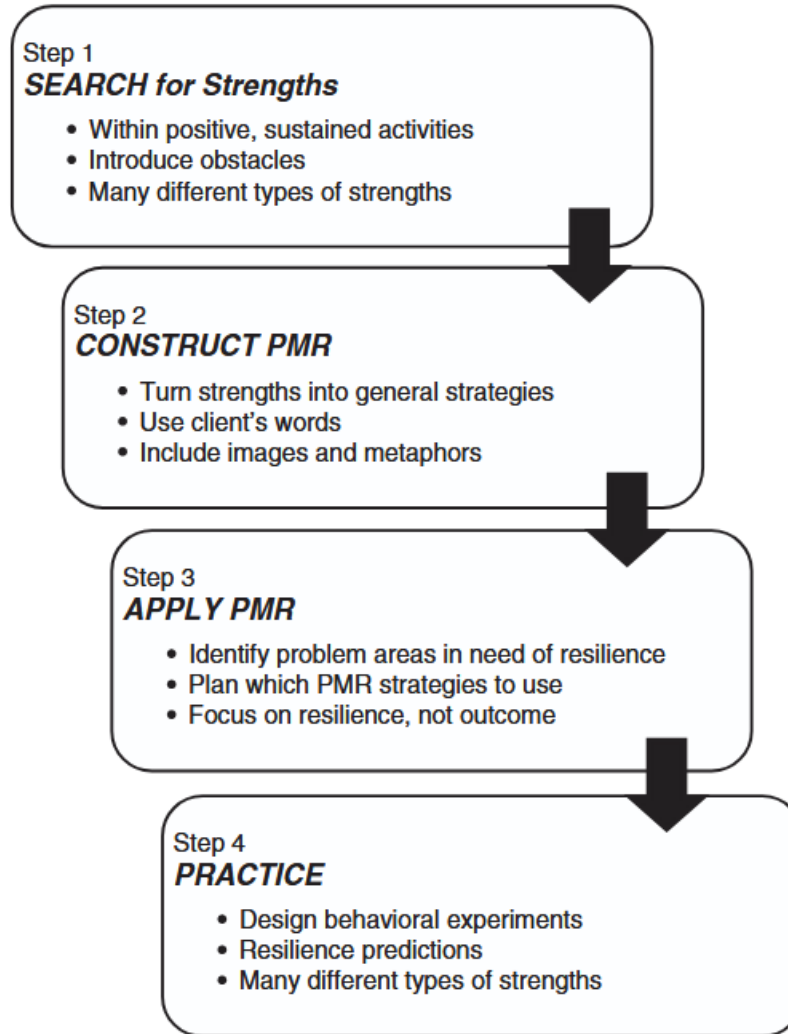 Step 1
SEARCH for Strengths
• Within positive, sustained activities
• Introduce obstacles
• Many different types of strengths
Step 2
CONSTRUCT PMR
• Turn strengths into general strategies
• Use client's words
• Include images and metaphors
Step 3
APPLY PMR
• Identify problem areas in need of resilience
• Plan which PMR strategies to use
• Focus on resilience, not outcome
Step 4
PRACTICE
• Design behavioral experiments
• Resilience predictions
• Many different types of strengths